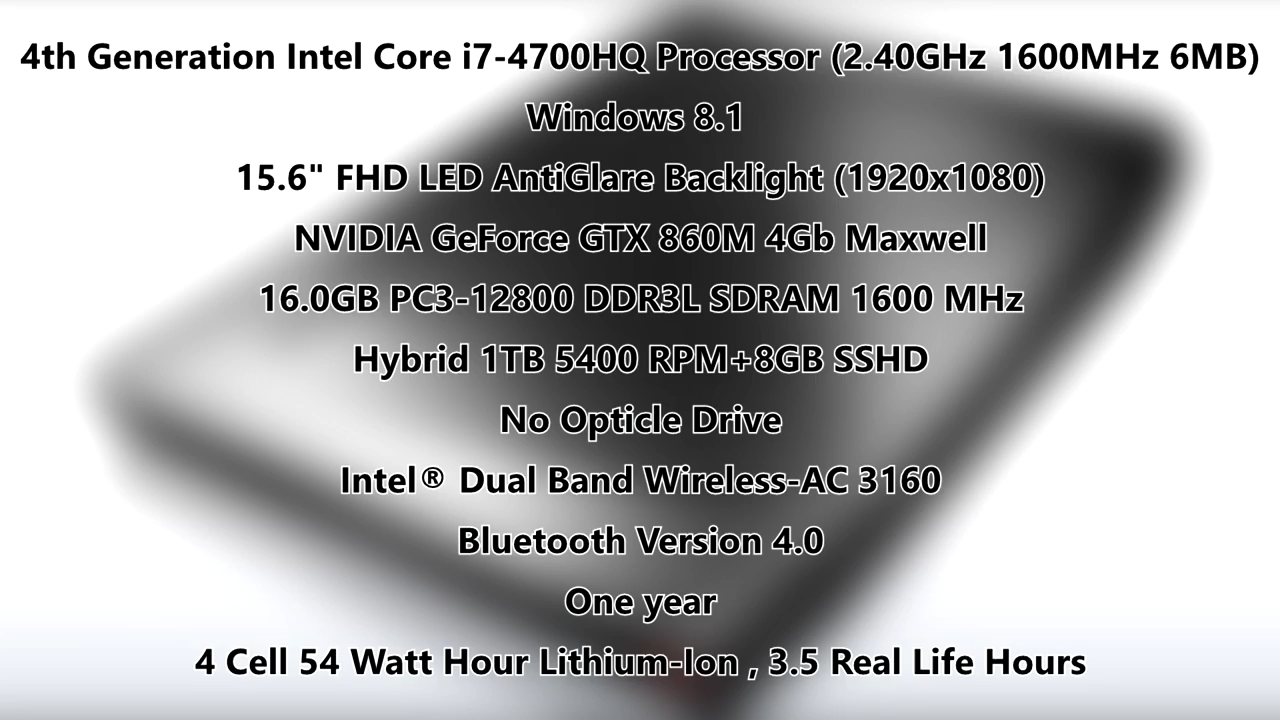 4th Generation Intel Core i7-4700HQ Processor (2.40GHz 1600MHz 6MB)
Windows 8.1
15.6" FHD LED AntiGlare Backlight (1920x1080)
NVIDIA GeForce GTX 860M 4Gb Maxwell
16.0GB PC3-12800 DDR3L SDRAM 1600 MHz
Hybrid 1TB 5400 RPM+8GB SSHD
No Opticle Drive
Intel® Dual Band Wireless-AC 3160
Bluetooth Version 4.0
One year
4 Cell 54 Watt Hour Lithium-Ion , 3.5 Real Life Hours